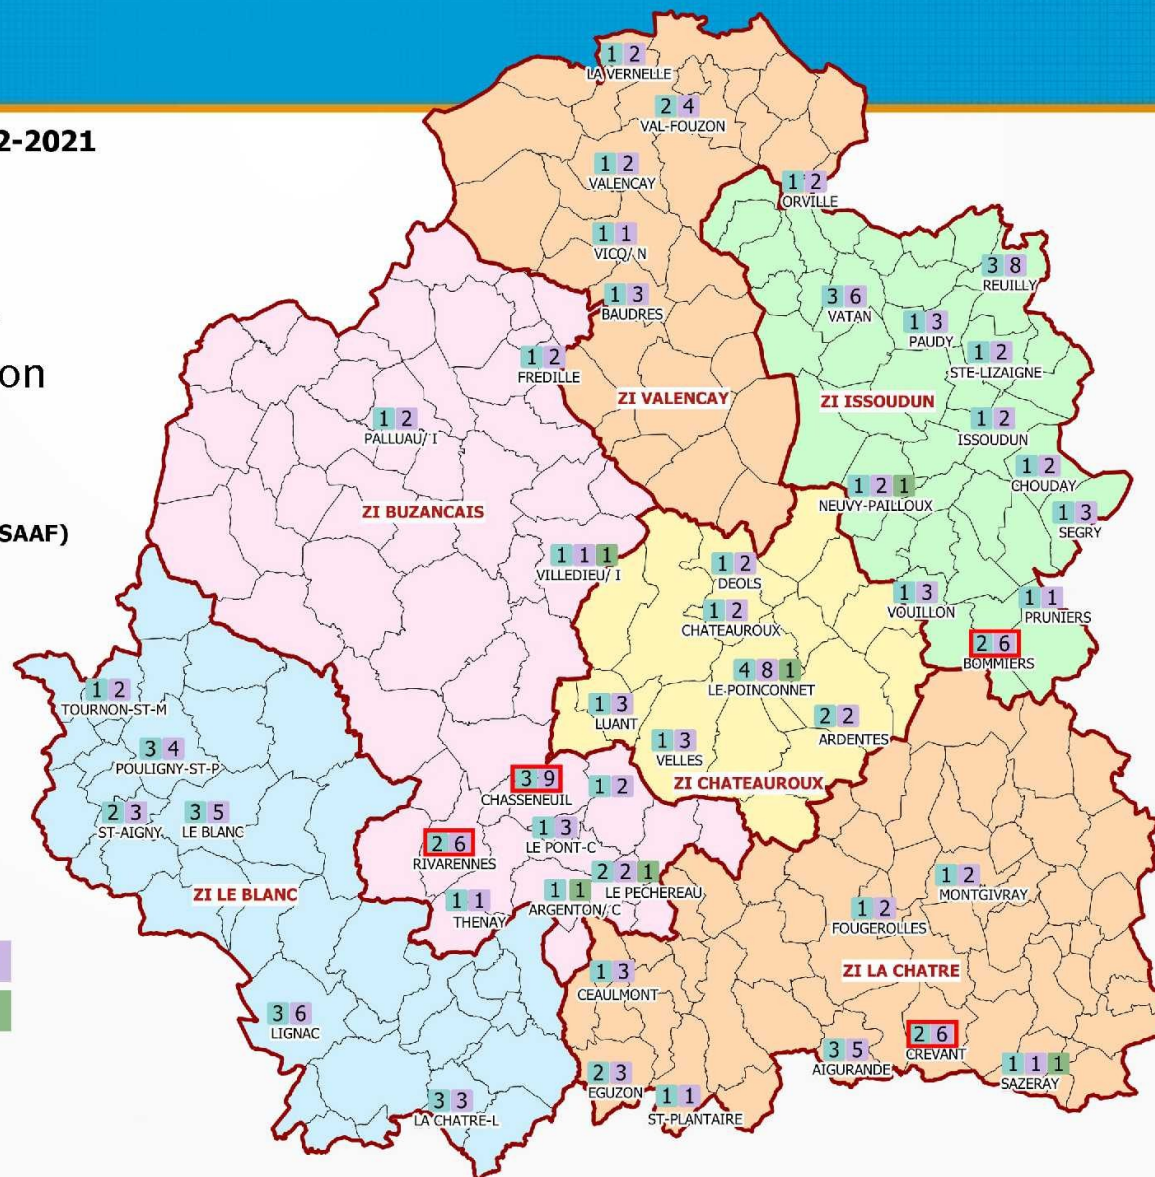 2-2021
on
SAAF)
1 2
LA VERNELLE
2 4
VAL-FOUZON
1 2
VALENCAY
1 2
ORVILLE
1 1
VICQ/ N
1 3
BAUDRES
3 8
REUILLY
3 6
VATAN
1 3
PAUDY
1 2
STE-LIZAIGNE
1 2
FREDILLE
ZI VALENCAY
ZI ISSOUDUN
1 2
PALLUAU/ I
1 2
ISSOUDUN
1 2
CHOUDAY
1 2 1
NEUVY-PAILLOUX
ZI BUZANCAIS
1 3
SEGRY
1 1 1
VILLEDIEU/ I
1 2
DEOLS
1 3
VOUILLON
1 1
PRUNIERS
1 2
CHATEAUROUX
2 6
BOMMIERS
4 8 1
LE-POINCONNET
1 2
TOURNON-ST-M
1 3
LUANT
2 2
ARDENTES
3 4
POULIGNY-ST-P
1 3
VELLES
3 9
CHASSENEUIL
1 2
ZI CHATEAUROUX
2 3
ST-AIGNY
3 5
LE BLANC
1 3
LE PONT-C
2 6
RIVARENNES
2 2 1
LE PECHEREAU
1 2
MONTGIVRAY
ZI LE BLANC
1 1
THENAY
1 1
ARGENTON/ C
1 2
FOUGEROLLES
1 3
CEAULMONT
ZI LA CHATRE
3 6
LIGNAC
2 6
CREVANT
3 5
AIGURANDE
1 1 1
SAZERAY
2 3
EGUZON
1 1
ST-PLANTAIRE
3 3
LA CHATRE-L